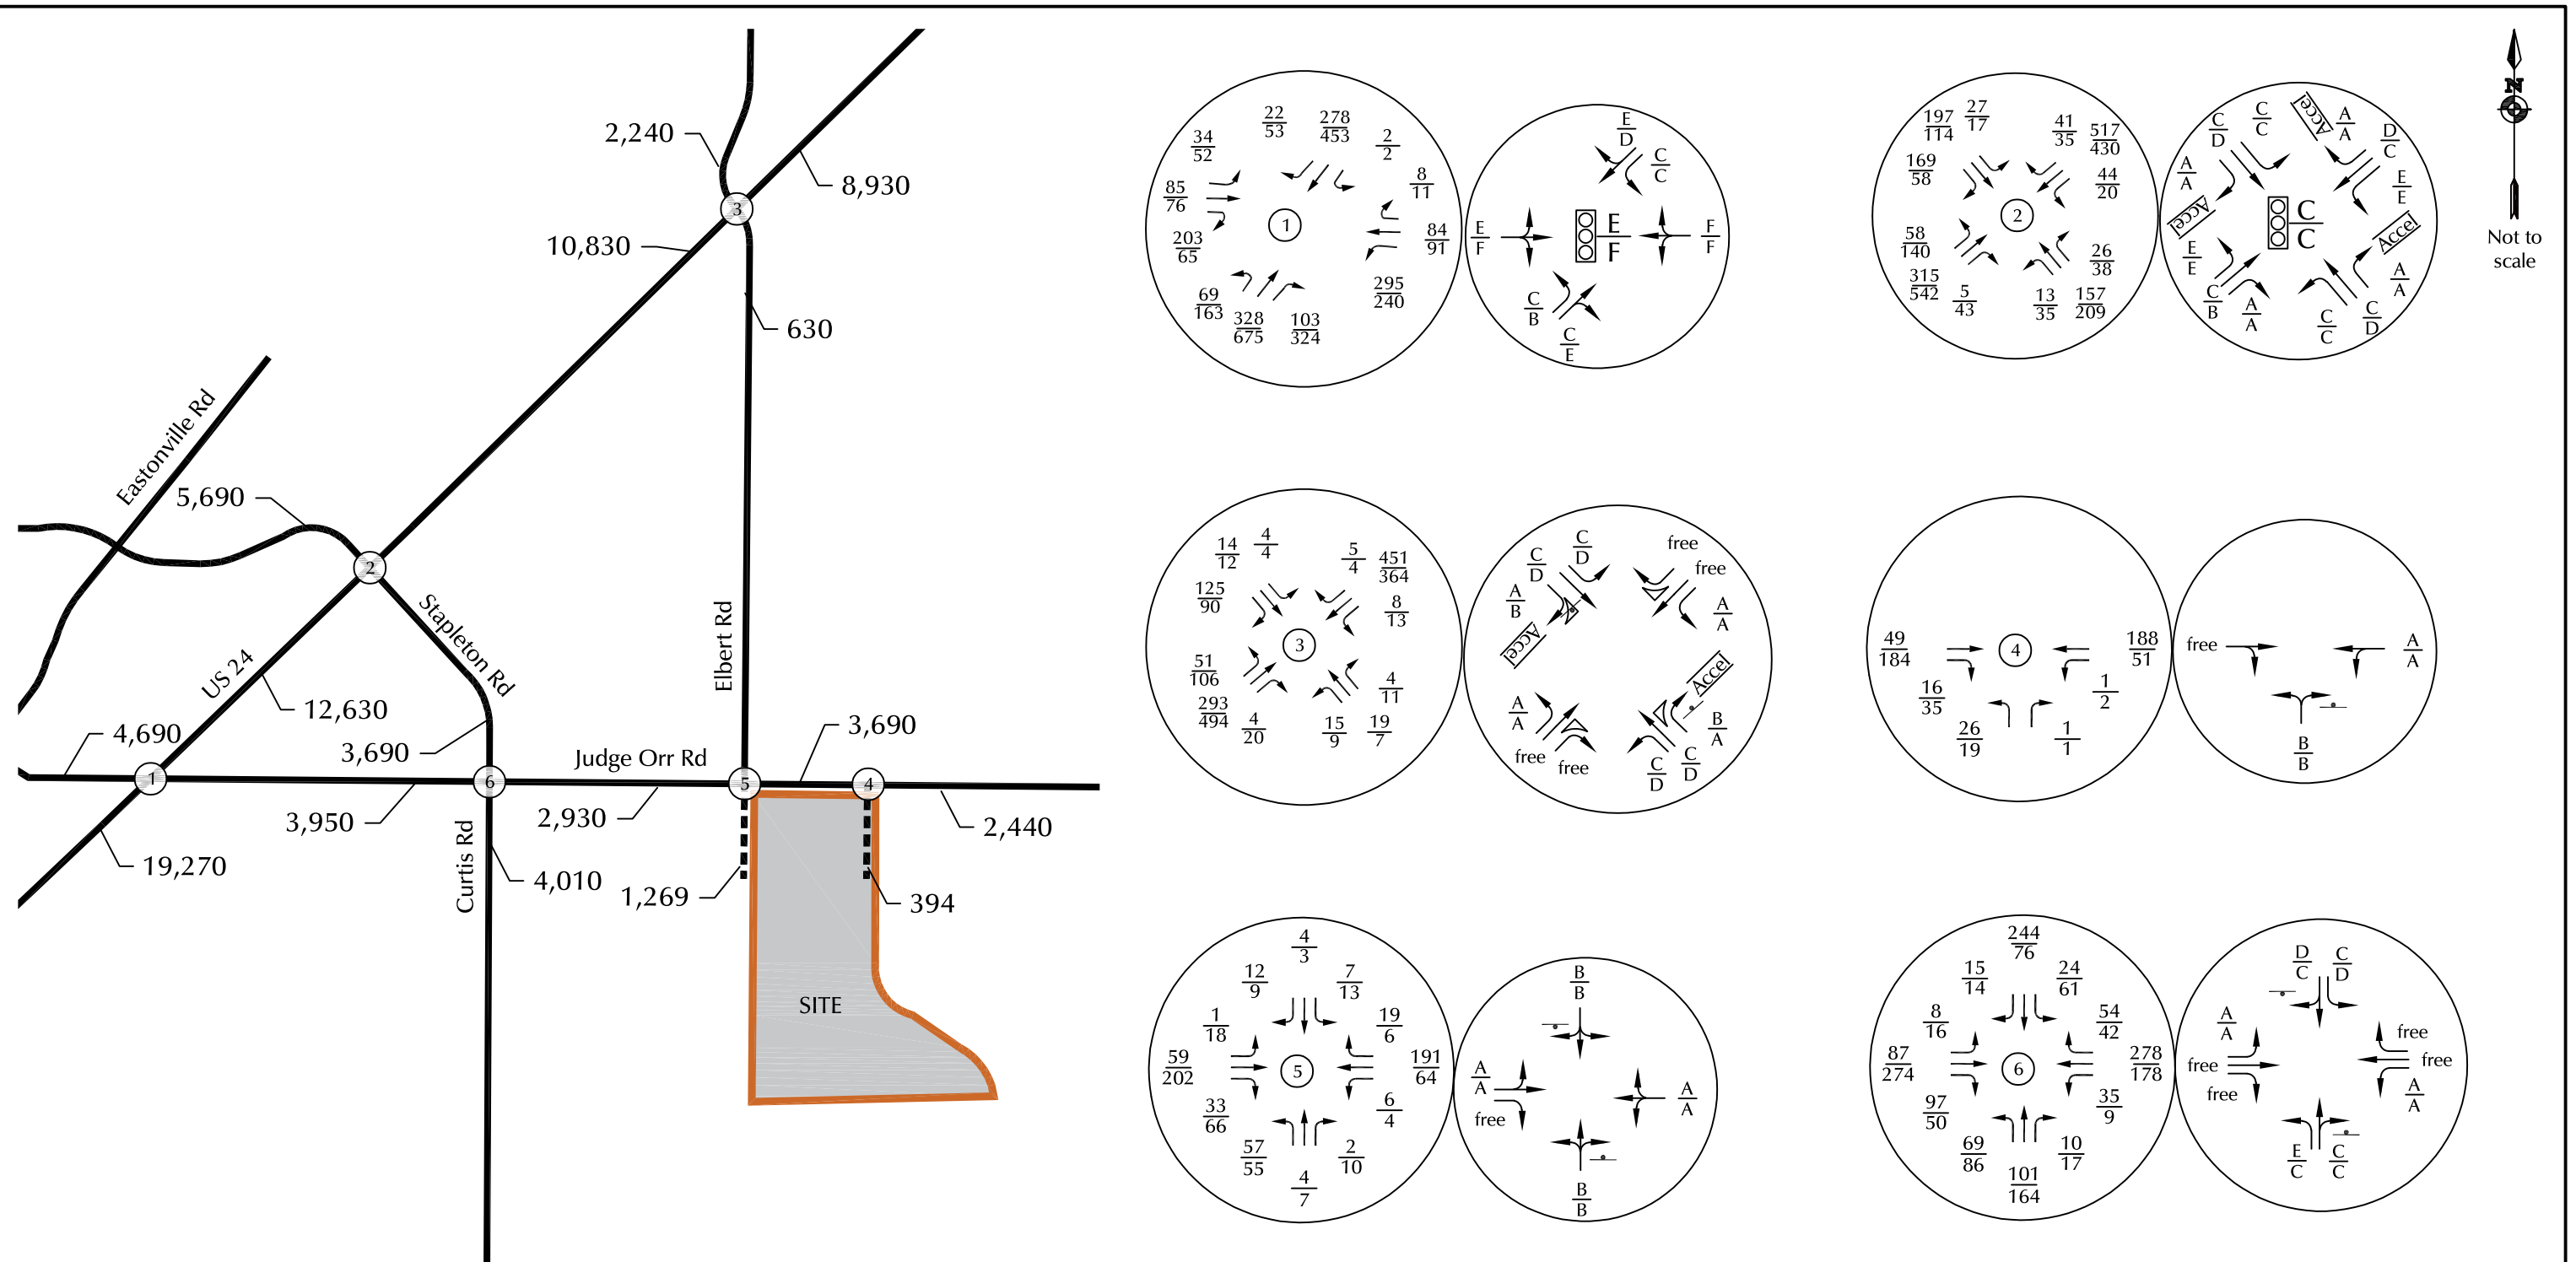 2,240
8,930
3
10,830
630
Eastonville Rd
5,690
2
Stapleton Rd
US 24
Elbert Rd
12,630
4,690
3,690
3,690
Judge Orr Rd
1
6
5
4
3,950
2,930
2,440
Curtis Rd
19,270
4,010
1,269
394
SITE
22
53
278
453
2
2
34
52
85
76
8
11
1
84
91
203
65
69
163
328
675
103
324
295
240
E
D
C
C
E
F
E
F
F
F
C
B
C
E
197
114
27
17
41
35
517
430
169
58
44
20
2
58
140
26
38
315
542
5
43
13
35
157
209
C
D
C
C
Accel
A
A
D
C
A
A
E
E
Accel
C
C
Accel
E
E
A
A
C
B
A
A
C
C
C
D
N
Not to
scale
14
12
4
4
5
4
451
364
125
90
8
13
3
51
106
4
11
293
494
4
20
15
9
19
7
C
D
C
D
free
free
A
B
A
A
Accel
Accel
A
A
B
A
free
free
C
D
C
D
49
184
4
188
51
16
35
1
2
26
19
1
1
free
A
A
B
B
4
3
12
9
7
13
1
18
19
6
59
202
5
191
64
33
66
6
4
57
55
2
10
4
7
B
B
A
A
free
A
A
B
B
244
76
15
14
24
61
8
16
54
42
87
274
6
278
178
97
50
35
9
69
86
10
17
101
164
D
C
C
D
A
A
free
free
free
free
A
A
E
C
C
C